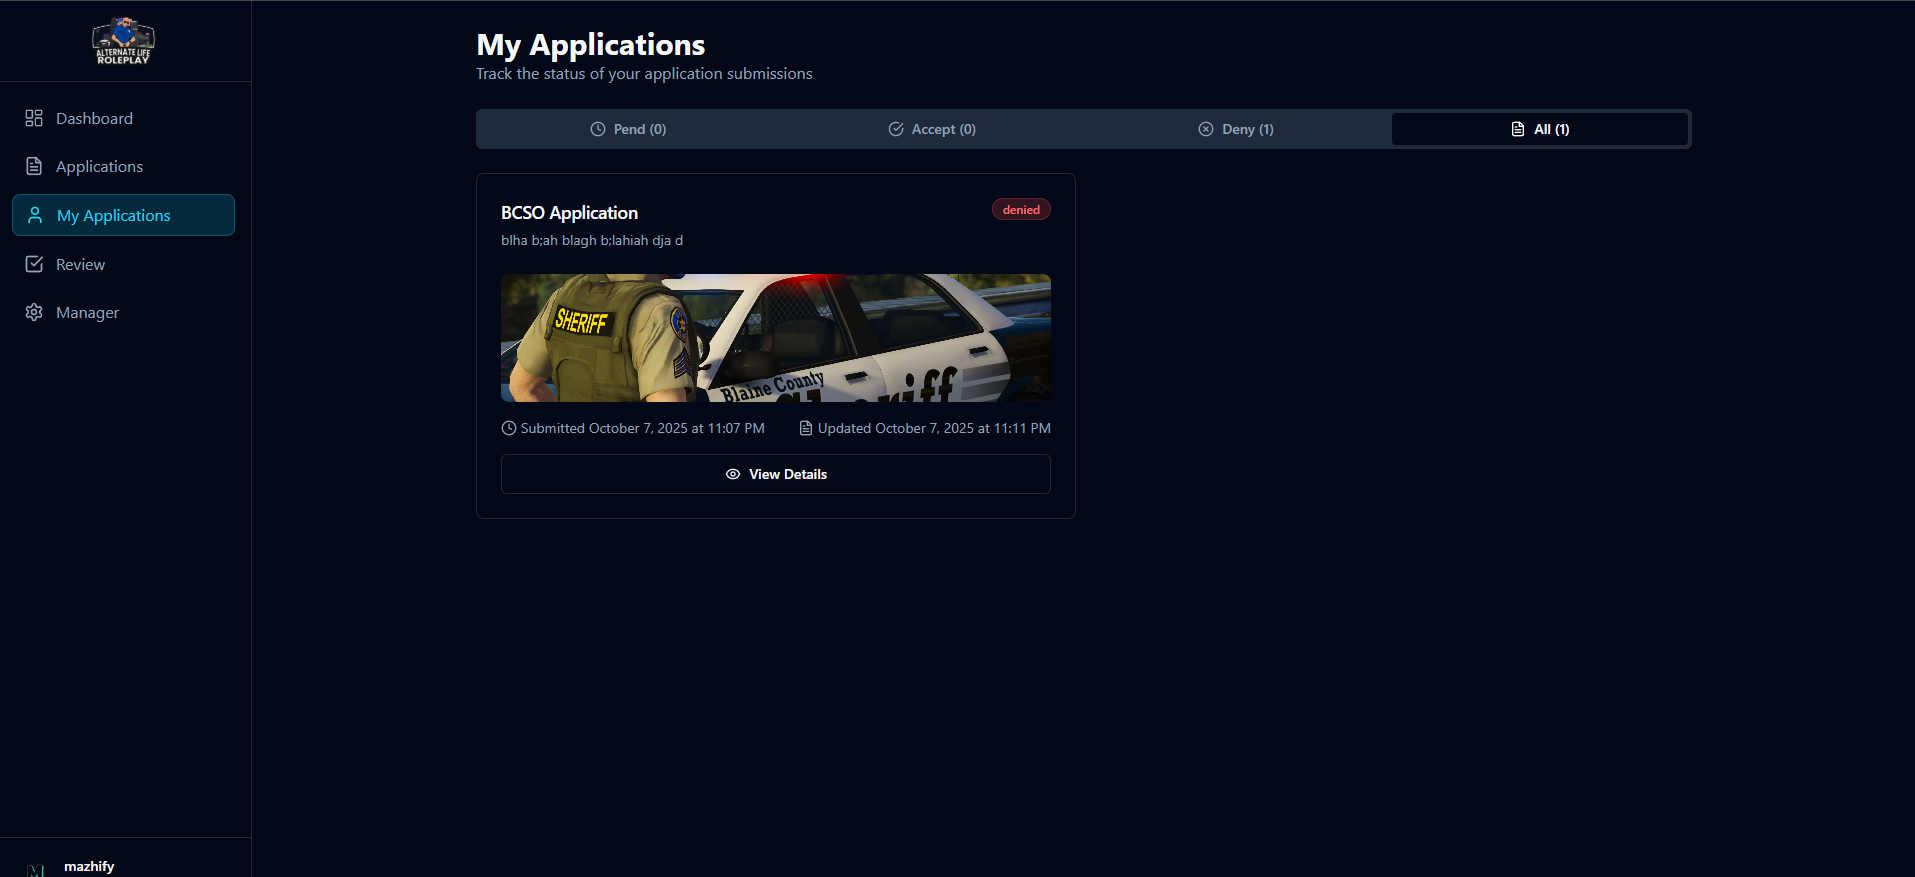 ALTERNATE LIFE
ROLEPLAY
Dashboard
Applications
My Applications
Review
Manager
mazhify
My Applications
Track the status of your application submissions
Pend (0)
Accept (0)
Deny (1)
All (1)
BCSO Application
denied
blha b;ah blagh b;lahiah dja d
SHERIFF
Blaine County
Submitted October 7, 2025 at 11:07 PM
Updated October 7, 2025 at 11:11 PM
View Details